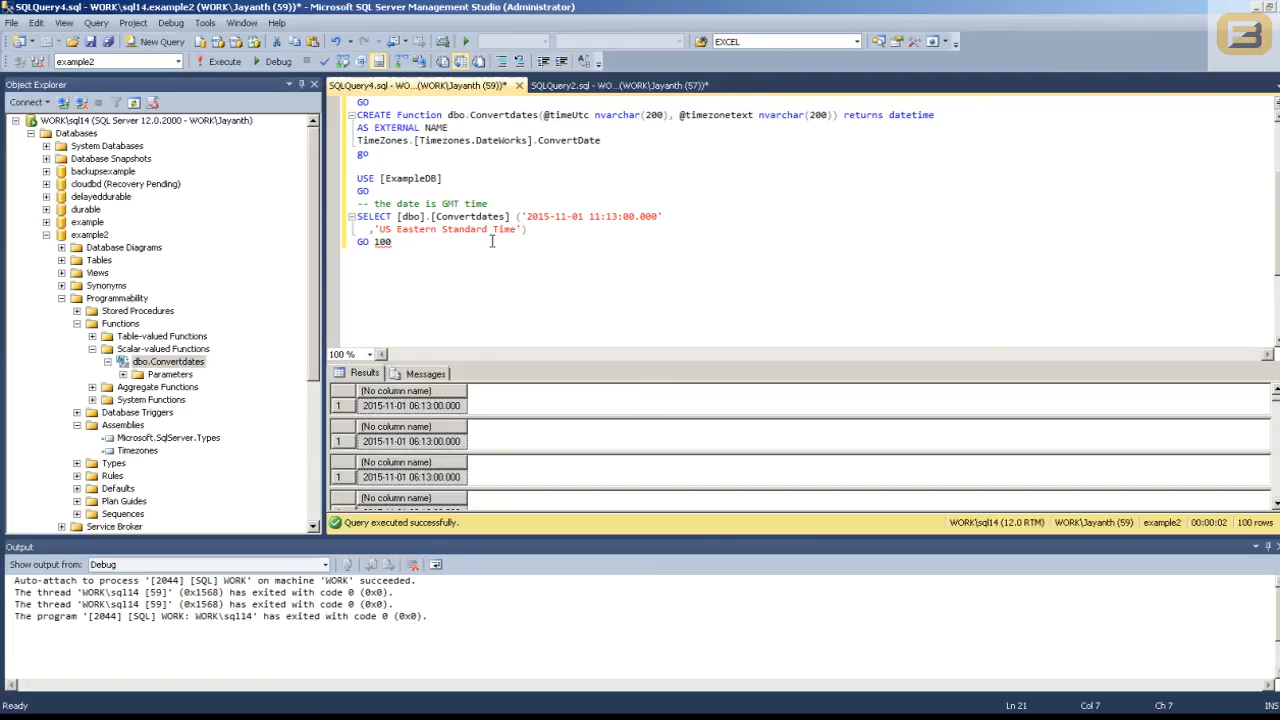 SQLQuery4.sql - WORK\sql14.example2 (WORK\Jayanth (59))* - Microsoft SQL Server Management Studio (Administrator)
File Edit View Query Project Debug Tools Window Help
New Query EXCEL
example2 Execute Debug
Object Explorer
Connect
WORK\sql14 (SQL Server 12.0.2000 - WORK\Jayanth)
Databases
System Databases
Database Snapshots
backupsexample
cloudbd (Recovery Pending)
delayeddurable
durable
example
example2
Database Diagrams
Tables
Views
Synonyms
Programmability
Stored Procedures
Functions
Table-valued Functions
Scalar-valued Functions
dbo.Convertdates
Parameters
Aggregate Functions
System Functions
Database Triggers
Assemblies
Microsoft.SqlServer.Types
Timezones
Types
Rules
Defaults
Plan Guides
Sequences
Service Broker
SQLQuery4.sql - WO...(WORK\Jayanth (59))* SQLQuery2.sql - WO...(WORK\Jayanth (57))*
GO
CREATE Function dbo.Convertdates(@timeUtc nvarchar(200), @timezonetext nvarchar(200)) returns datetime
AS EXTERNAL NAME
TimeZones.[Timezones.DateWorks].ConvertDate
go
USE [ExampleDB]
GO
-- the date is GMT time
SELECT [dbo].[Convertdates] ('2015-11-01 11:13:00.000'
,'US Eastern Standard Time')
GO 100
100 %
Results Messages
(No column name)
1 2015-11-01 06:13:00.000
(No column name)
1 2015-11-01 06:13:00.000
(No column name)
1 2015-11-01 06:13:00.000
(No column name)
Query executed successfully. WORK\sql14 (12.0 RTM) WORK\Jayanth (59) example2 00:00:02 100 rows
Output
Show output from: Debug
Auto-attach to process '[2044] [SQL] WORK' on machine 'WORK' succeeded.
The thread 'WORK\sql14 [59]' (0x1568) has exited with code 0 (0x0).
The thread 'WORK\sql14 [59]' (0x1568) has exited with code 0 (0x0).
The program '[2044] [SQL] WORK: WORK\sql14' has exited with code 0 (0x0).
Ready Ln 21 Col 7 Ch 7 INS